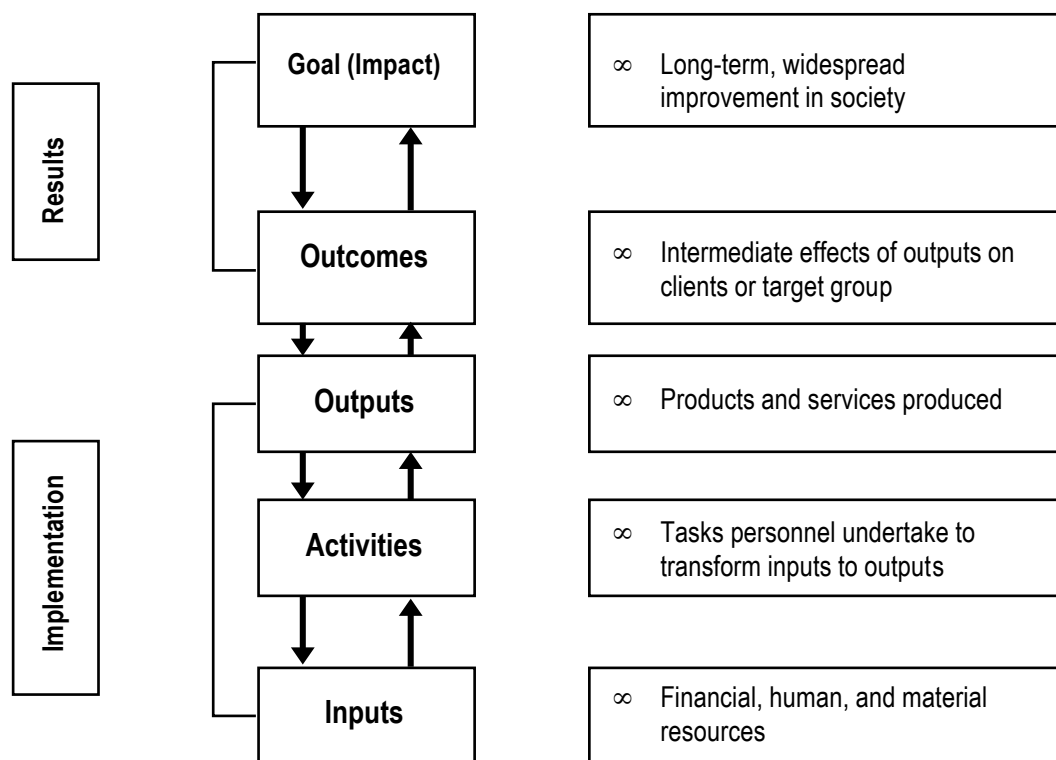 Results
Implementation
Goal (Impact)
∞ Long-term, widespread
improvement in society
Outcomes
∞ Intermediate effects of outputs on
clients or target group
Outputs
∞ Products and services produced
Activities
∞ Tasks personnel undertake to
transform inputs to outputs
Inputs
∞ Financial, human, and material
resources